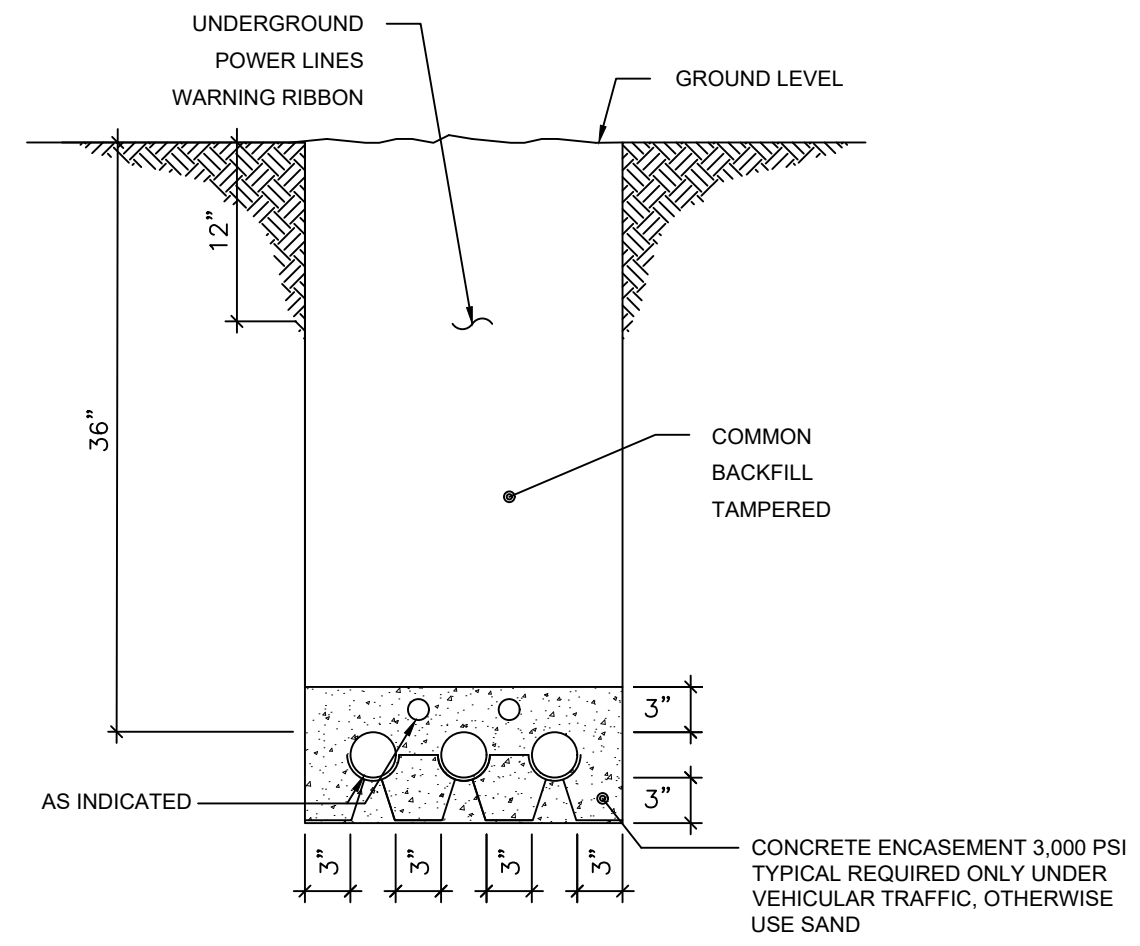 UNDERGROUND
POWER LINES
WARNING RIBBON
GROUND LEVEL
12”
36”
COMMON
BACKFILL
TAMPERED
3”
AS INDICATED
3”
3”
3”
3”
3”
CONCRETE ENCASEMENT 3,000 PSI
TYPICAL REQUIRED ONLY UNDER
VEHICULAR TRAFFIC, OTHERWISE
USE SAND